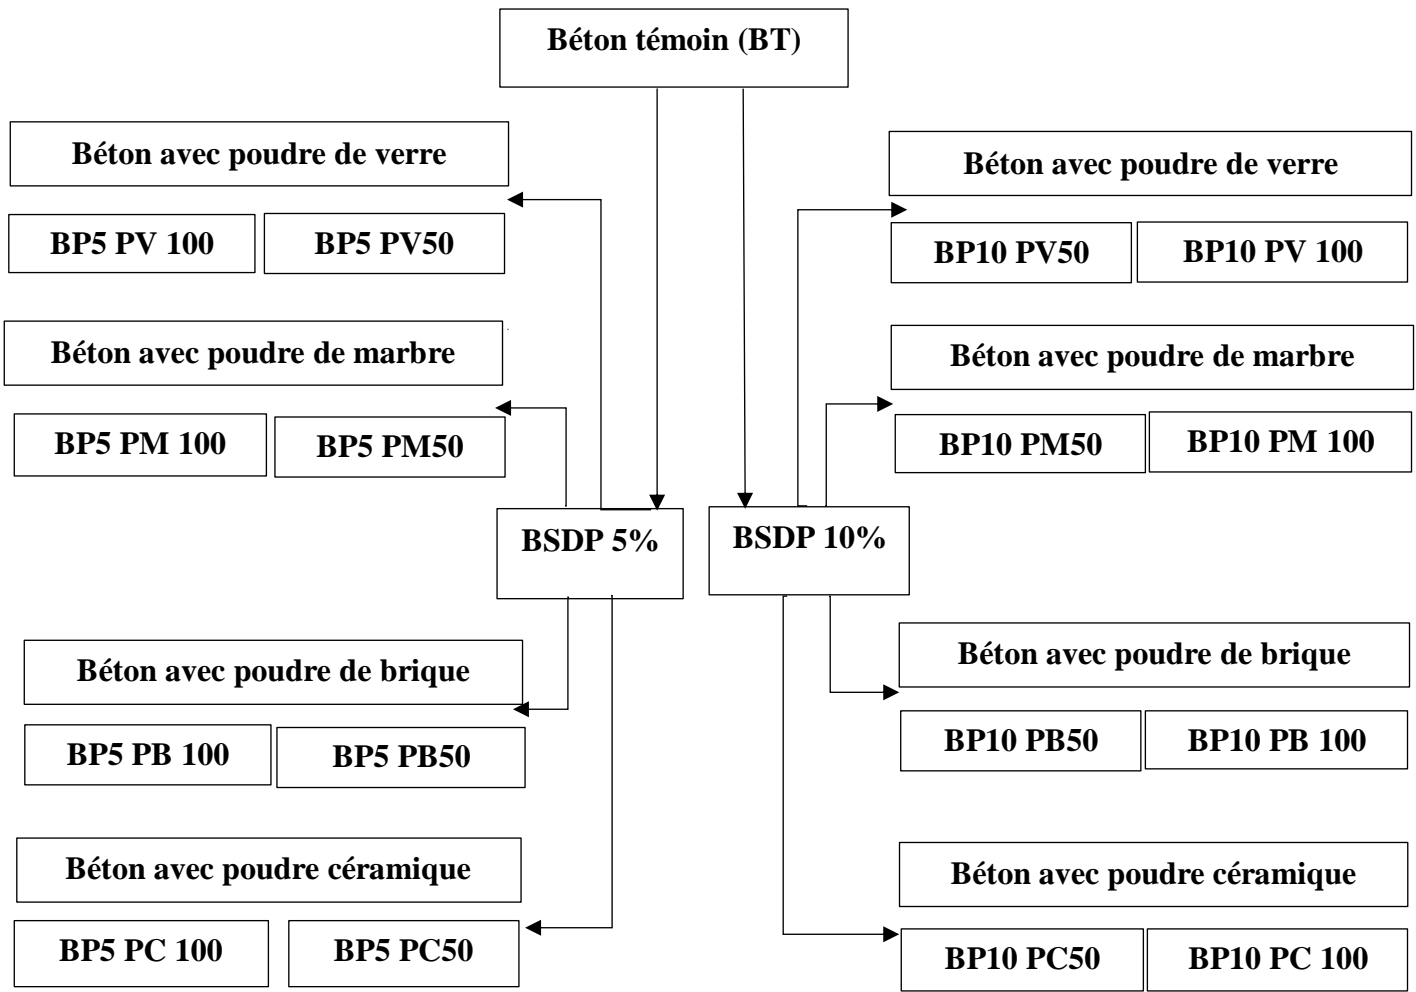 Béton témoin (BT)
Béton avec poudre de verre
BP5 PV 100
BP5 PV50
Béton avec poudre de marbre
BP5 PM 100
BP5 PM50
BSDP 5%
Béton avec poudre de brique
BP5 PB 100
BP5 PB50
Béton avec poudre céramique
BP5 PC 100
BP5 PC50
Béton avec poudre de verre
BP10 PV50
BP10 PV 100
Béton avec poudre de marbre
BP10 PM50
BP10 PM 100
BSDP 10%
Béton avec poudre de brique
BP10 PB50
BP10 PB 100
Béton avec poudre céramique
BP10 PC50
BP10 PC 100